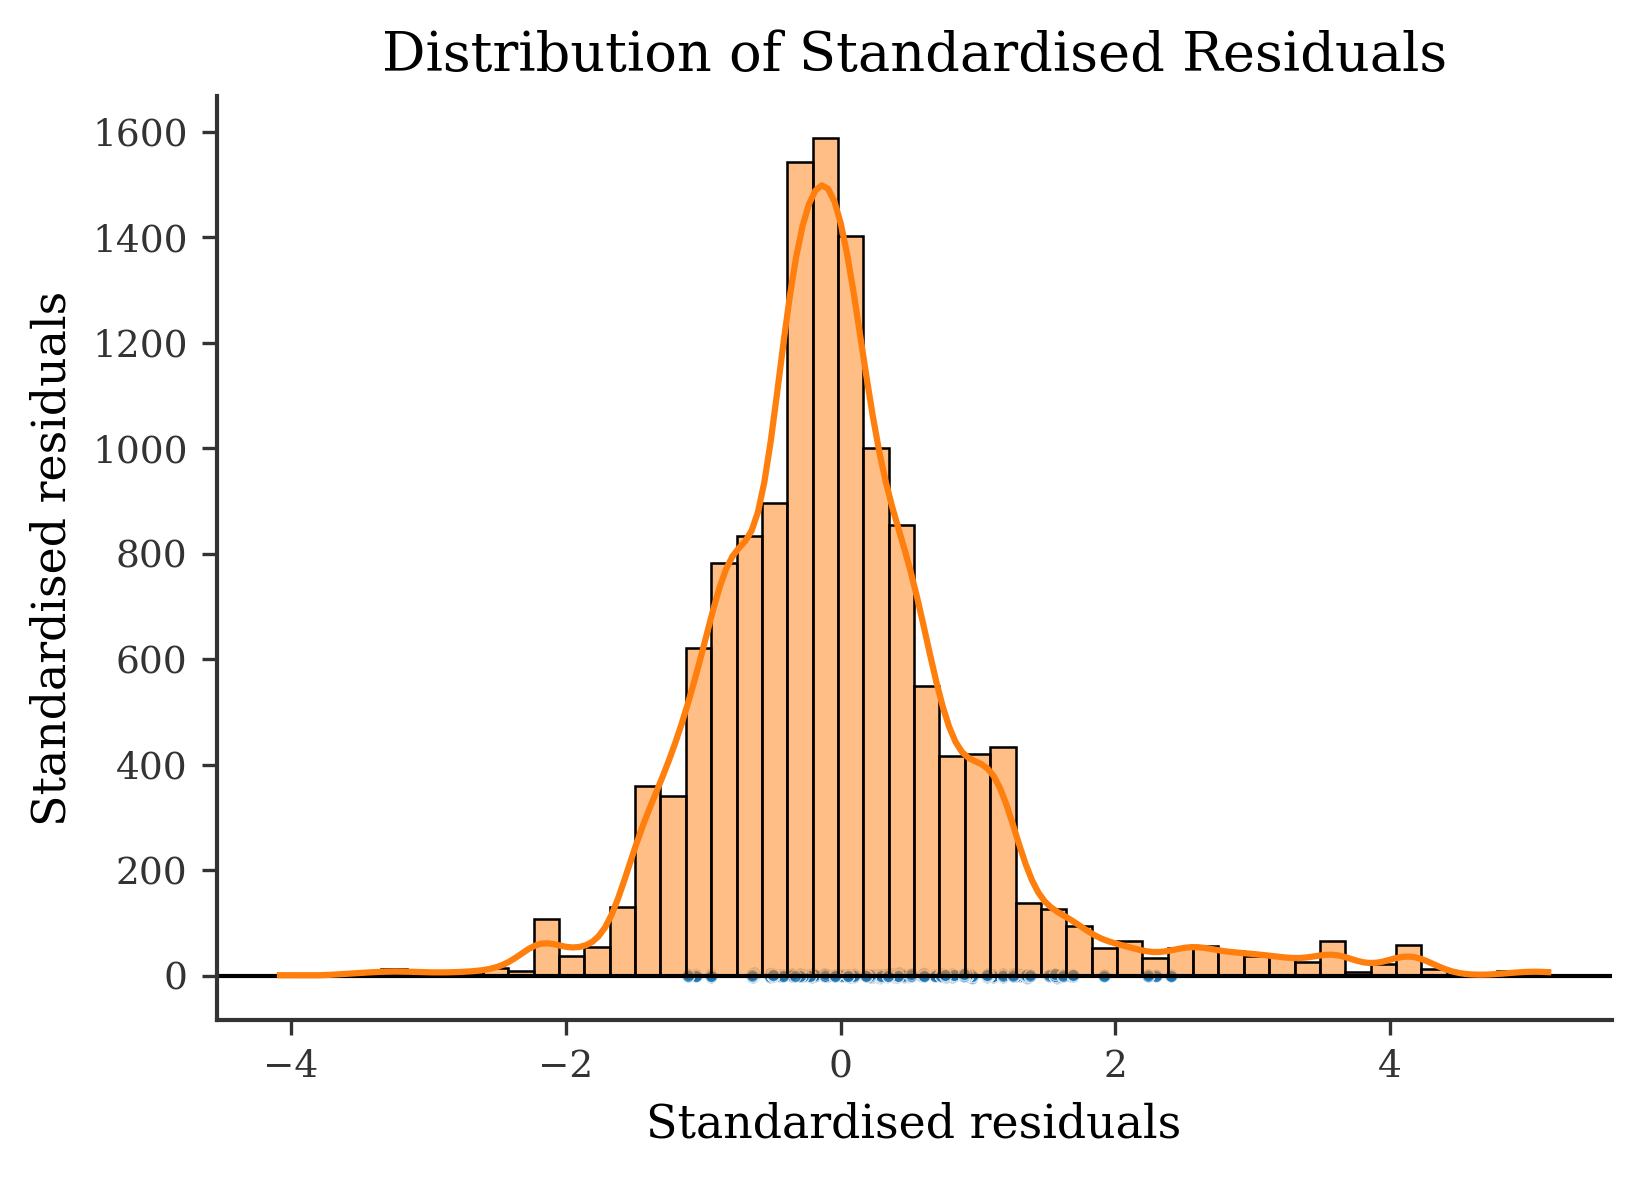 Distribution of Standardised Residuals
Standardised residuals
1600
1400
1200
1000
800
600
400
200
0
−4 −2 0 2 4
Standardised residuals